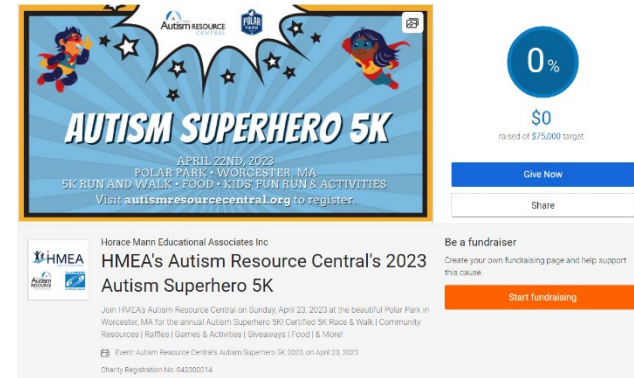 Autism RESOURCE
CENTRAL
POLAR
PARK
AUTISM SUPERHERO 5K
APRIL 22ND, 2023
POLAR PARK • WORCESTER, MA
5K RUN AND WALK • FOOD • KIDS' FUN RUN & ACTIVITIES
Visit autismresourcecentral.org to register.
0%
$0
raised of $75,000 target
Give Now
Share
HMEA
Autism
RESOURCE
Horace Mann Educational Associates Inc
HMEA's Autism Resource Central's 2023
Autism Superhero 5K
Join HMEA's Autism Resource Central on Sunday, April 23, 2023 at the beautiful Polar Park in
Worcester, MA for the annual Autism Superhero 5K! Certified 5K Race & Walk | Community
Resources | Raffles | Games & Activities | Giveaways | Food | & More!
Event: Autism Resource Central's Autism Superhero 5K 2023, on April 23, 2023
Charity Registration No. 042300014
Be a fundraiser
Create your own fundraising page and help support
this cause.
Start fundraising